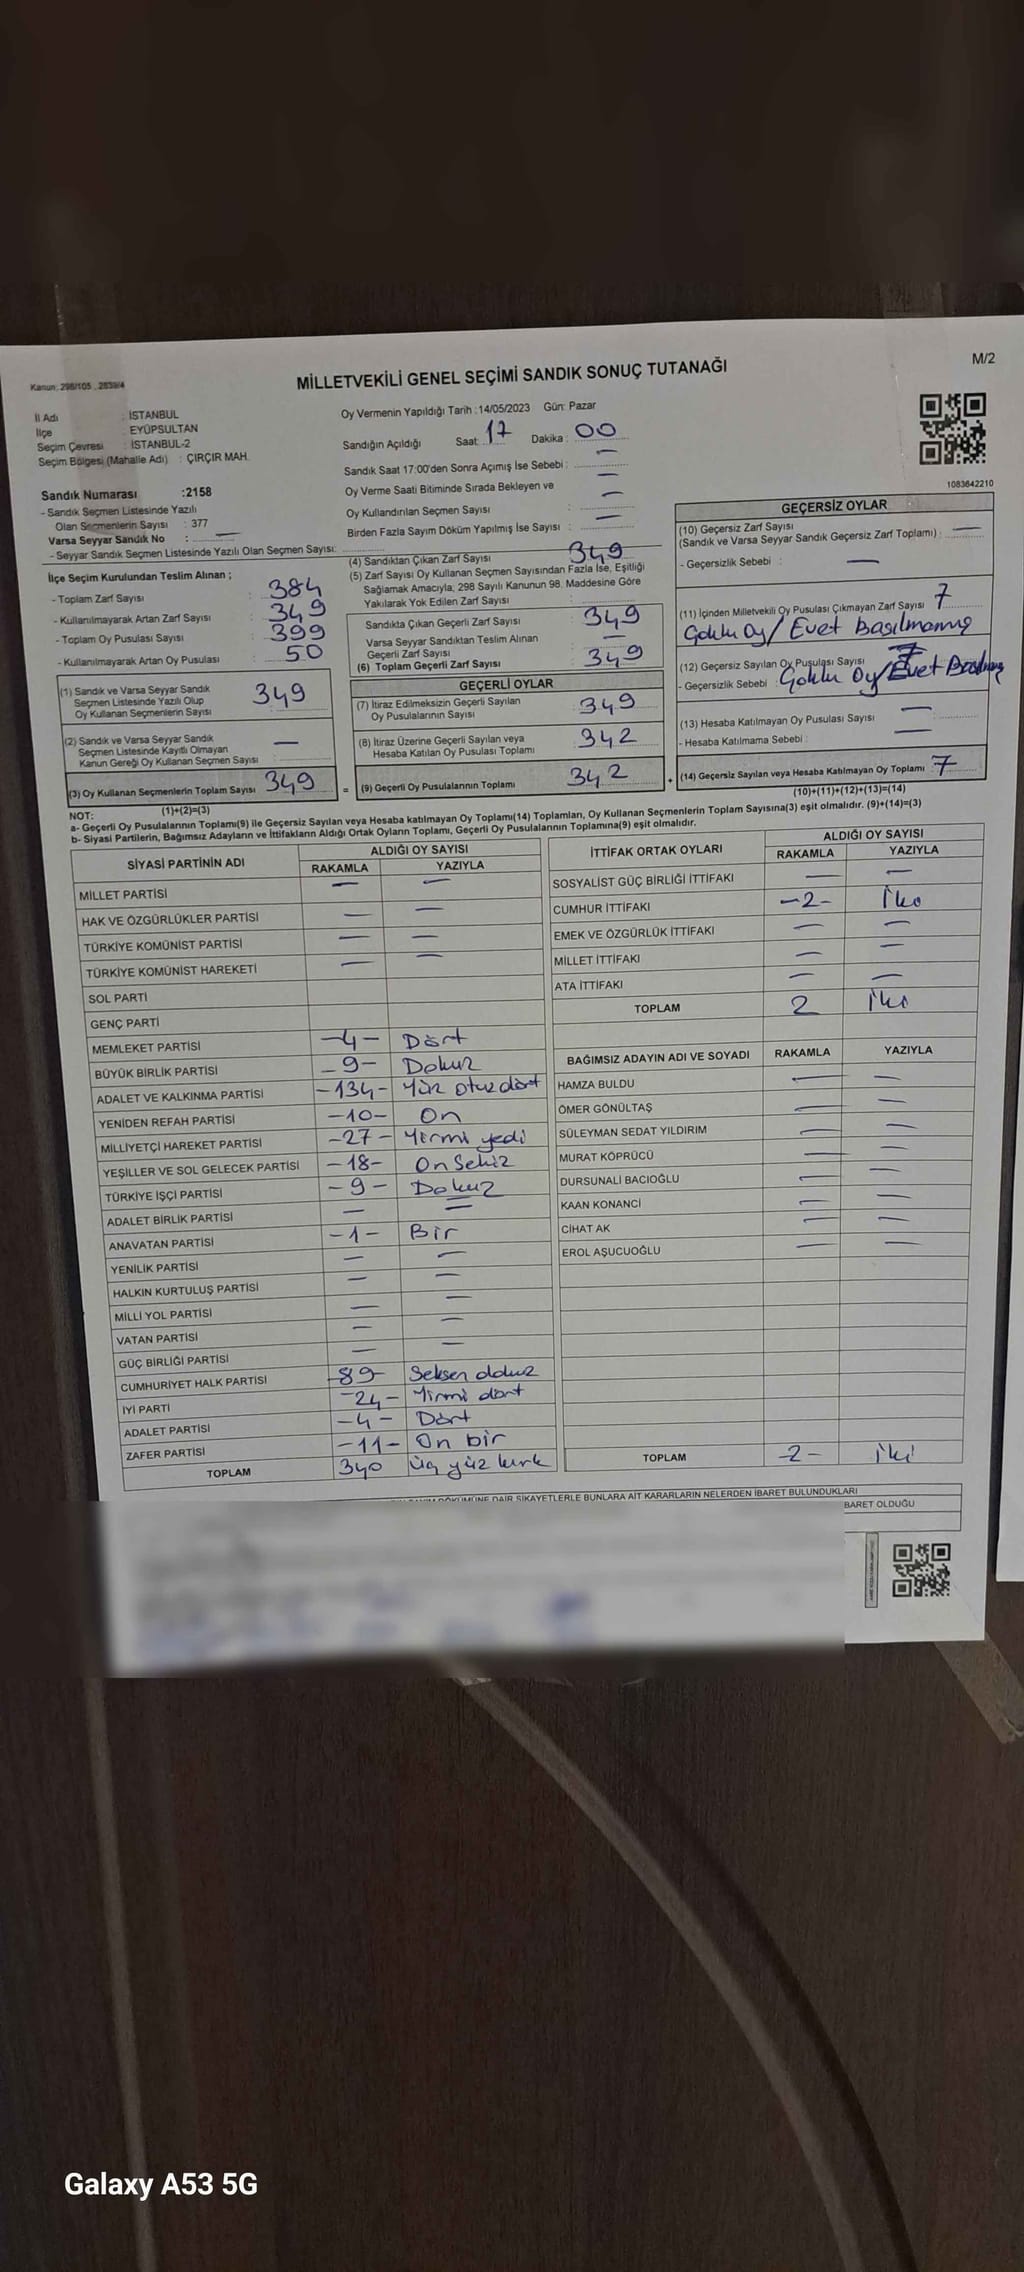 Kanun: 298/105 , 2839/4
MİLLETVEKİLİ GENEL SEÇİMİ SANDIK SONUÇ TUTANAĞI
M/2
İl Adı : İSTANBUL
İlçe : EYÜPSULTAN
Seçim Çevresi : İSTANBUL-2
Seçim Bölgesi (Mahalle Adı) : ÇIRÇIR MAH.
Sandık Numarası :2158
- Sandık Seçmen Listesinde Yazılı
Olan Seçmenlerin Sayısı : 377
Varsa Seyyar Sandık No : —
- Seyyar Sandık Seçmen Listesinde Yazılı Olan Seçmen Sayısı:
Oy Vermenin Yapıldığı Tarih :14/05/2023 Gün: Pazar
Sandığın Açıldığı Saat: 17 Dakika : 00
Sandık Saat 17:00'den Sonra Açımış İse Sebebi : —
Oy Verme Saati Bitiminde Sırada Bekleyen ve —
Oy Kullandırılan Seçmen Sayısı : —
Birden Fazla Sayım Döküm Yapılmış İse Sayısı : —
1083642210
İlçe Seçim Kurulundan Teslim Alınan ;
- Toplam Zarf Sayısı : 384
- Kullanılmayarak Artan Zarf Sayısı : 349
- Toplam Oy Pusulası Sayısı : 399
- Kullanılmayarak Artan Oy Pusulası : 50
(1) Sandık ve Varsa Seyyar Sandık
Seçmen Listesinde Yazılı Olup
Oy Kullanan Seçmenlerin Sayısı : 349
(2) Sandık ve Varsa Seyyar Sandık
Seçmen Listesinde Kayıtlı Olmayan
Kanun Gereği Oy Kullanan Seçmen Sayısı : —
(3) Oy Kullanan Seçmenlerin Toplam Sayısı 349
(1)+(2)=(3)
(4) Sandıktan Çıkan Zarf Sayısı : 349
(5) Zarf Sayısı Oy Kullanan Seçmen Sayısından Fazla İse, Eşitliği
Sağlamak Amacıyla, 298 Sayılı Kanunun 98. Maddesine Göre
Yakılarak Yok Edilen Zarf Sayısı :
Sandıkta Çıkan Geçerli Zarf Sayısı : 349
Varsa Seyyar Sandıktan Teslim Alınan
Geçerli Zarf Sayısı : —
(6) Toplam Geçerli Zarf Sayısı : 349
GEÇERLİ OYLAR
(7) İtiraz Edilmeksizin Geçerli Sayılan
Oy Pusulalarının Sayısı : 349
(8) İtiraz Üzerine Geçerli Sayılan veya
Hesaba Katılan Oy Pusulası Toplamı : 342
= (9) Geçerli Oy Pusulalarının Toplamı : 342 +
GEÇERSİZ OYLAR
(10) Geçersiz Zarf Sayısı
(Sandık ve Varsa Seyyar Sandık Geçersiz Zarf Toplamı) : —
- Geçersizlik Sebebi : —
(11) İçinden Milletvekili Oy Pusulası Çıkmayan Zarf Sayısı 7
Çoklu Oy / Evet Basılmamış
(12) Geçersiz Sayılan Oy Pusulası Sayısı : 7
- Geçersizlik Sebebi : Çoklu Oy / Evet
(13) Hesaba Katılmayan Oy Pusulası Sayısı : —
- Hesaba Katılmama Sebebi : —
(14) Geçersiz Sayılan veya Hesaba Katılmayan Oy Toplamı : 7
(10)+(11)+(12)+(13)=(14)
NOT:
a- Geçerli Oy Pusulalarının Toplamı(9) ile Geçersiz Sayılan veya Hesaba katılmayan Oy Toplamı(14) Toplamları, Oy Kullanan Seçmenlerin Toplam Sayısına(3) eşit olmalıdır. (9)+(14)=(3)
b- Siyasi Partilerin, Bağımsız Adayların ve İttifakların Aldığı Ortak Oyların Toplamı, Geçerli Oy Pusulalarının Toplamına(9) eşit olmalıdır.
SİYASİ PARTİNİN ADI ALDIĞI OY SAYISI
RAKAMLA YAZIYLA
MİLLET PARTİSİ — —
HAK VE ÖZGÜRLÜKLER PARTİSİ — —
TÜRKİYE KOMÜNİST PARTİSİ — —
TÜRKİYE KOMÜNİST HAREKETİ — —
SOL PARTİ
GENÇ PARTİ
MEMLEKET PARTİSİ -4- Dört
BÜYÜK BİRLİK PARTİSİ -9- Dokuz
ADALET VE KALKINMA PARTİSİ -134- Yüz otuz dört
YENİDEN REFAH PARTİSİ -10- On
MİLLİYETÇİ HAREKET PARTİSİ -27- Yirmi yedi
YEŞİLLER VE SOL GELECEK PARTİSİ -18- On Sekiz
TÜRKİYE İŞÇİ PARTİSİ -9- Dokuz
ADALET BİRLİK PARTİSİ — —
ANAVATAN PARTİSİ -1- Bir
YENİLİK PARTİSİ — —
HALKIN KURTULUŞ PARTİSİ — —
MİLLİ YOL PARTİSİ — —
VATAN PARTİSİ — —
GÜÇ BİRLİĞİ PARTİSİ — —
CUMHURİYET HALK PARTİSİ -89- Seksen dokuz
İYİ PARTİ -24- Yirmi dört
ADALET PARTİSİ -4- Dört
ZAFER PARTİSİ -11- On bir
TOPLAM 340 Üç yüz kırk
İTTİFAK ORTAK OYLARI ALDIĞI OY SAYISI
RAKAMLA YAZIYLA
SOSYALİST GÜÇ BİRLİĞİ İTTİFAKI — —
CUMHUR İTTİFAKI -2- İki
EMEK VE ÖZGÜRLÜK İTTİFAKI — —
MİLLET İTTİFAKI — —
ATA İTTİFAKI — —
TOPLAM 2 İki
BAĞIMSIZ ADAYIN ADI VE SOYADI RAKAMLA YAZIYLA
HAMZA BULDU — —
ÖMER GÖNÜLTAŞ — —
SÜLEYMAN SEDAT YILDIRIM — —
MURAT KÖPRÜCÜ — —
DURSUNALİ BACIOĞLU — —
KAAN KONANCİ — —
CİHAT AK — —
EROL AŞUCUOĞLU — —
TOPLAM -2- İki
DÖKÜMÜNE DAİR ŞİKAYETLERLE BUNLARA AİT KARARLARIN NELERDEN İBARET BULUNDUKLARI
BARET OLDUĞU
Galaxy A53 5G